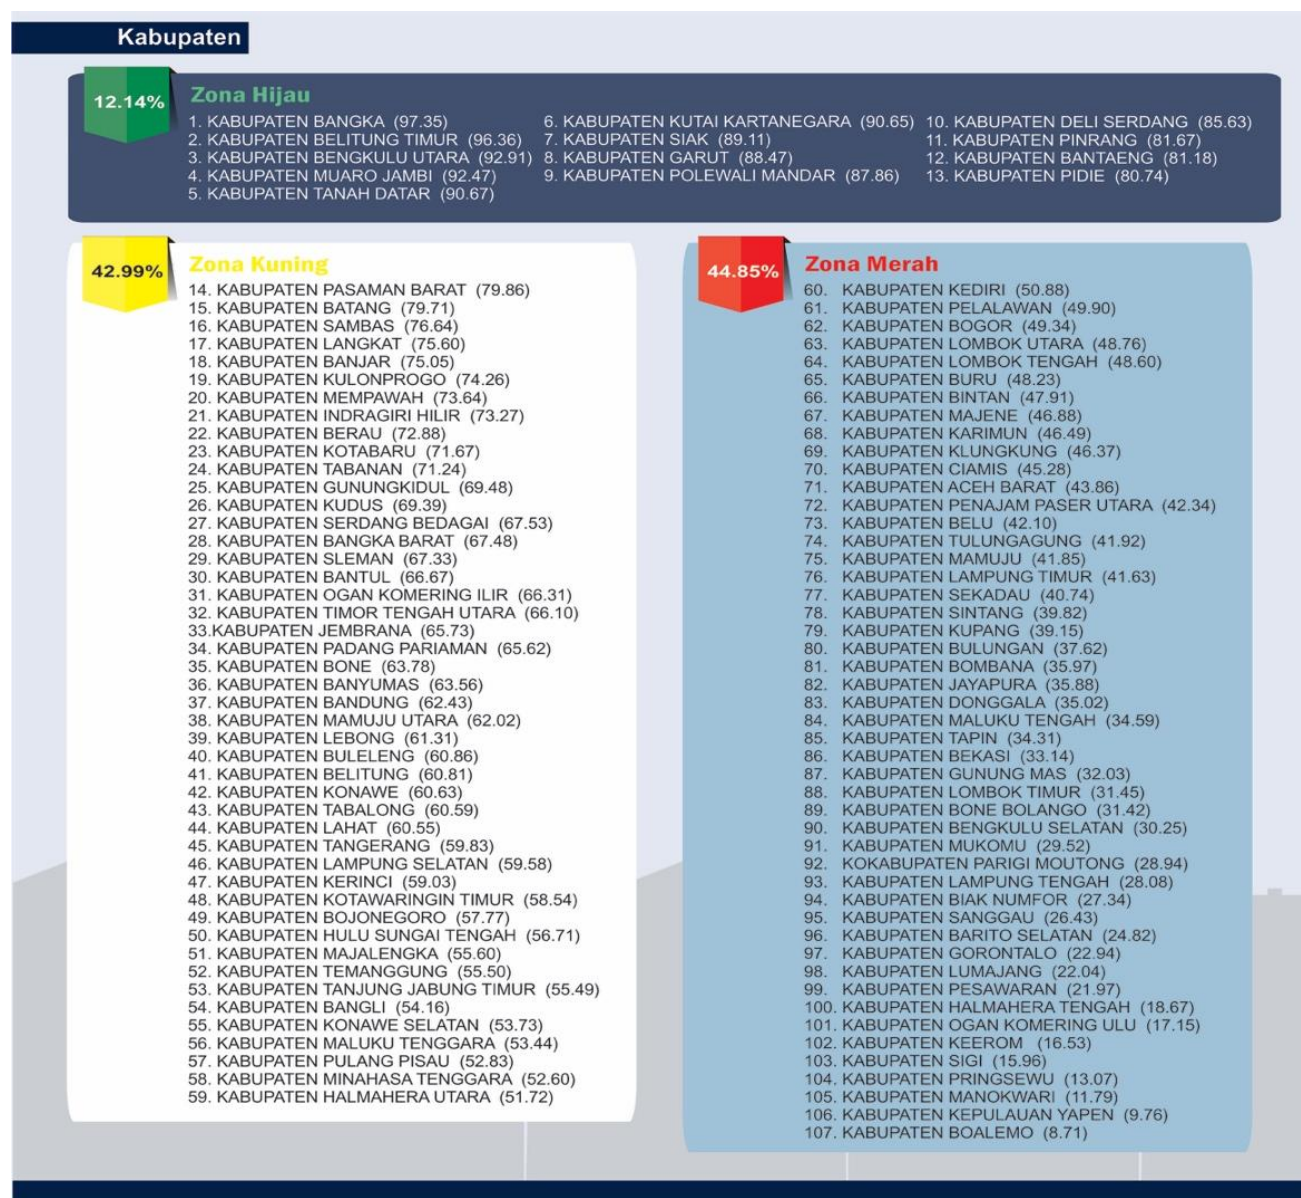 Kabupaten
12.14%
Zona Hijau
1. KABUPATEN BANGKA (97.35)
2. KABUPATEN BELITUNG TIMUR (96.36)
3. KABUPATEN BENGKULU UTARA (92.91)
4. KABUPATEN MUARO JAMBI (92.47)
5. KABUPATEN TANAH DATAR (90.67)
6. KABUPATEN KUTAI KARTANEGARA (90.65)
7. KABUPATEN SIAK (89.11)
8. KABUPATEN GARUT (88.47)
9. KABUPATEN POLEWALI MANDAR (87.86)
10. KABUPATEN DELI SERDANG (85.63)
11. KABUPATEN PINRANG (81.67)
12. KABUPATEN BANTAENG (81.18)
13. KABUPATEN PIDIE (80.74)
42.99%
Zona Kuning
14. KABUPATEN PASAMAN BARAT (79.86)
15. KABUPATEN BATANG (79.71)
16. KABUPATEN SAMBAS (76.64)
17. KABUPATEN LANGKAT (75.60)
18. KABUPATEN BANJAR (75.05)
19. KABUPATEN KULONPROGO (74.26)
20. KABUPATEN MEMPAWAH (73.64)
21. KABUPATEN INDRAGIRI HILIR (73.27)
22. KABUPATEN BERAU (72.88)
23. KABUPATEN KOTABARU (71.67)
24. KABUPATEN TABANAN (71.24)
25. KABUPATEN GUNUNGKIDUL (69.48)
26. KABUPATEN KUDUS (69.39)
27. KABUPATEN SERDANG BEDAGAI (67.53)
28. KABUPATEN BANGKA BARAT (67.48)
29. KABUPATEN SLEMAN (67.33)
30. KABUPATEN BANTUL (66.67)
31. KABUPATEN OGAN KOMERING ILIR (66.31)
32. KABUPATEN TIMOR TENGAH UTARA (66.10)
33.KABUPATEN JEMBRANA (65.73)
34. KABUPATEN PADANG PARIAMAN (65.62)
35. KABUPATEN BONE (63.78)
36. KABUPATEN BANYUMAS (63.56)
37. KABUPATEN BANDUNG (62.43)
38. KABUPATEN MAMUJU UTARA (62.02)
39. KABUPATEN LEBONG (61.31)
40. KABUPATEN BULELENG (60.86)
41. KABUPATEN BELITUNG (60.81)
42. KABUPATEN KONAWE (60.63)
43. KABUPATEN TABALONG (60.59)
44. KABUPATEN LAHAT (60.55)
45. KABUPATEN TANGERANG (59.83)
46. KABUPATEN LAMPUNG SELATAN (59.58)
47. KABUPATEN KERINCI (59.03)
48. KABUPATEN KOTAWARINGIN TIMUR (58.54)
49. KABUPATEN BOJONEGORO (57.77)
50. KABUPATEN HULU SUNGAI TENGAH (56.71)
51. KABUPATEN MAJALENGKA (55.60)
52. KABUPATEN TEMANGGUNG (55.50)
53. KABUPATEN TANJUNG JABUNG TIMUR (55.49)
54. KABUPATEN BANGLI (54.16)
55. KABUPATEN KONAWE SELATAN (53.73)
56. KABUPATEN MALUKU TENGGARA (53.44)
57. KABUPATEN PULANG PISAU (52.83)
58. KABUPATEN MINAHASA TENGGARA (52.60)
59. KABUPATEN HALMAHERA UTARA (51.72)
44.85%
Zona Merah
60. KABUPATEN KEDIRI (50.88)
61. KABUPATEN PELALAWAN (49.90)
62. KABUPATEN BOGOR (49.34)
63. KABUPATEN LOMBOK UTARA (48.76)
64. KABUPATEN LOMBOK TENGAH (48.60)
65. KABUPATEN BURU (48.23)
66. KABUPATEN BINTAN (47.91)
67. KABUPATEN MAJENE (46.88)
68. KABUPATEN KARIMUN (46.49)
69. KABUPATEN KLUNGKUNG (46.37)
70. KABUPATEN CIAMIS (45.28)
71. KABUPATEN ACEH BARAT (43.86)
72. KABUPATEN PENAJAM PASER UTARA (42.34)
73. KABUPATEN BELU (42.10)
74. KABUPATEN TULUNGAGUNG (41.92)
75. KABUPATEN MAMUJU (41.85)
76. KABUPATEN LAMPUNG TIMUR (41.63)
77. KABUPATEN SEKADAU (40.74)
78. KABUPATEN SINTANG (39.82)
79. KABUPATEN KUPANG (39.15)
80. KABUPATEN BULUNGAN (37.62)
81. KABUPATEN BOMBANA (35.97)
82. KABUPATEN JAYAPURA (35.88)
83. KABUPATEN DONGGALA (35.02)
84. KABUPATEN MALUKU TENGAH (34.59)
85. KABUPATEN TAPIN (34.31)
86. KABUPATEN BEKASI (33.14)
87. KABUPATEN GUNUNG MAS (32.03)
88. KABUPATEN LOMBOK TIMUR (31.45)
89. KABUPATEN BONE BOLANGO (31.42)
90. KABUPATEN BENGKULU SELATAN (30.25)
91. KABUPATEN MUKOMU (29.52)
92. KOKABUPATEN PARIGI MOUTONG (28.94)
93. KABUPATEN LAMPUNG TENGAH (28.08)
94. KABUPATEN BIAK NUMFOR (27.34)
95. KABUPATEN SANGGAU (26.43)
96. KABUPATEN BARITO SELATAN (24.82)
97. KABUPATEN GORONTALO (22.94)
98. KABUPATEN LUMAJANG (22.04)
99. KABUPATEN PESAWARAN (21.97)
100. KABUPATEN HALMAHERA TENGAH (18.67)
101. KABUPATEN OGAN KOMERING ULU (17.15)
102. KABUPATEN KEEROM (16.53)
103. KABUPATEN SIGI (15.96)
104. KABUPATEN PRINGSEWU (13.07)
105. KABUPATEN MANOKWARI (11.79)
106. KABUPATEN KEPULAUAN YAPEN (9.76)
107. KABUPATEN BOALEMO (8.71)